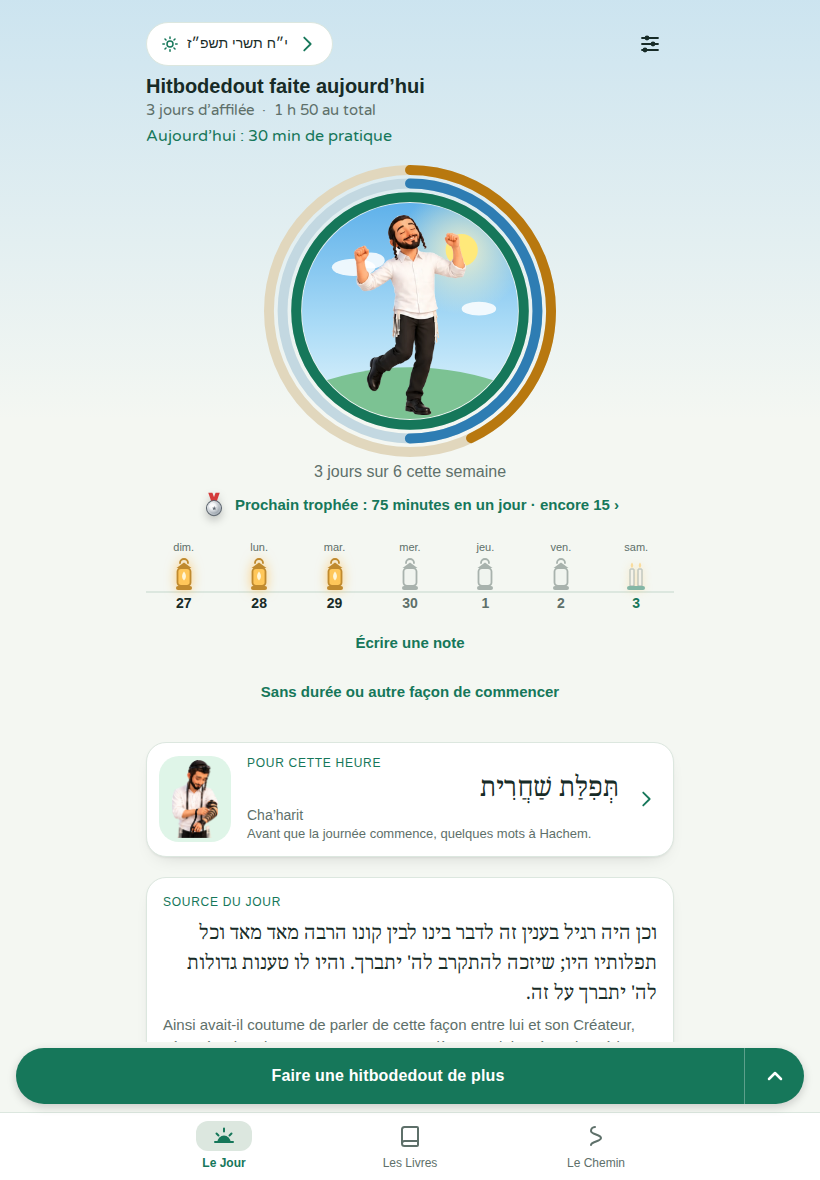 י״ח תשרי תשפ״ז
Hitbodedout faite aujourd’hui
3 jours d’affilée · 1 h 50 au total
Aujourd’hui : 30 min de pratique
3 jours sur 6 cette semaine
Prochain trophée : 75 minutes en un jour · encore 15 ›
dim. lun. mar. mer. jeu. ven. sam.
27 28 29 30 1 2 3
Écrire une note
Sans durée ou autre façon de commencer
POUR CETTE HEURE
תְּפִלַּת שַׁחֲרִית
Cha’harit
Avant que la journée commence, quelques mots à Hachem.
SOURCE DU JOUR
וכן היה רגיל בענין זה לדבר בינו לבין קונו הרבה מאד מאד וכל
תפלותיו היו; שיזכה להתקרב לה' יתברך. והיו לו טענות גדולות
לה' יתברך על זה.
Ainsi avait-il coutume de parler de cette façon entre lui et son Créateur,
Faire une hitbodedout de plus
Le Jour Les Livres Le Chemin